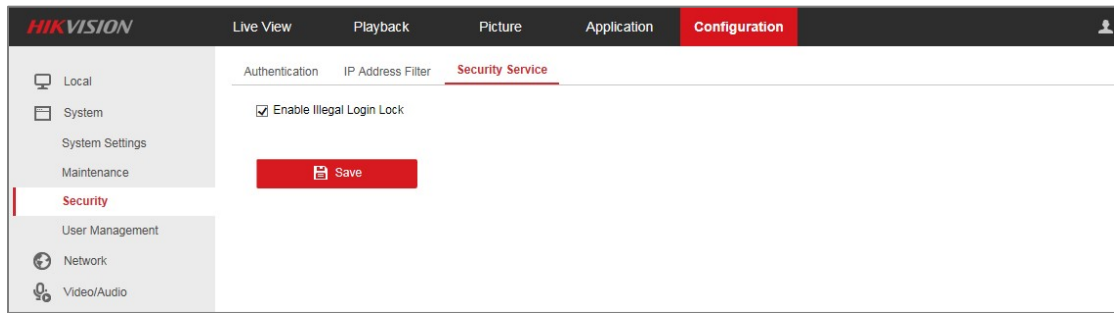 HIKVISION
Live View Playback Picture Application Configuration
Authentication IP Address Filter Security Service
Local
System
System Settings
Maintenance
Security
User Management
Network
Video/Audio
Enable Illegal Login Lock
Save